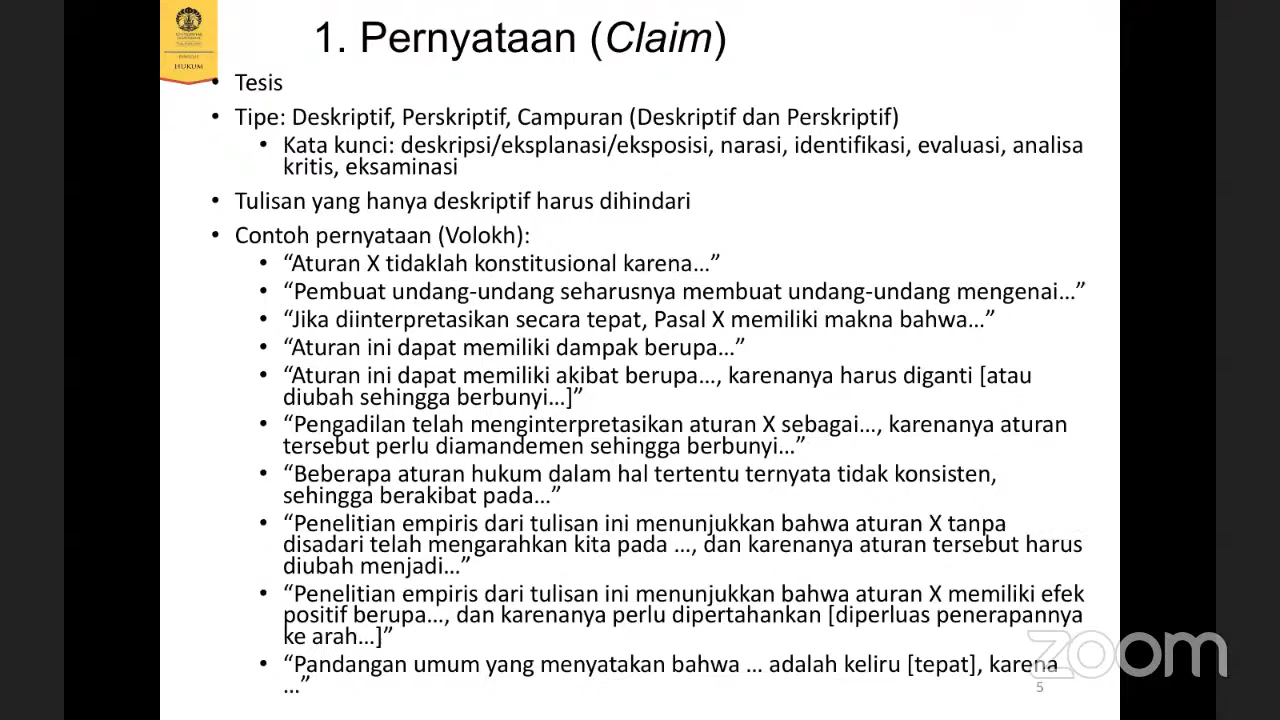 HUKUM
1. Pernyataan (Claim)
• Tesis
• Tipe: Deskriptif, Perskriptif, Campuran (Deskriptif dan Perskriptif)
• Kata kunci: deskripsi/eksplanasi/eksposisi, narasi, identifikasi, evaluasi, analisa
kritis, eksaminasi
• Tulisan yang hanya deskriptif harus dihindari
• Contoh pernyataan (Volokh):
• “Aturan X tidaklah konstitusional karena...”
• “Pembuat undang-undang seharusnya membuat undang-undang mengenai...”
• “Jika diinterpretasikan secara tepat, Pasal X memiliki makna bahwa...”
• “Aturan ini dapat memiliki dampak berupa...”
• “Aturan ini dapat memiliki akibat berupa..., karenanya harus diganti [atau
diubah sehingga berbunyi...]”
• “Pengadilan telah menginterpretasikan aturan X sebagai..., karenanya aturan
tersebut perlu diamandemen sehingga berbunyi...”
• “Beberapa aturan hukum dalam hal tertentu ternyata tidak konsisten,
sehingga berakibat pada...”
• “Penelitian empiris dari tulisan ini menunjukkan bahwa aturan X tanpa
disadari telah mengarahkan kita pada ..., dan karenanya aturan tersebut harus
diubah menjadi...”
• “Penelitian empiris dari tulisan ini menunjukkan bahwa aturan X memiliki efek
positif berupa..., dan karenanya perlu dipertahankan [diperluas penerapannya
ke arah...]”
• “Pandangan umum yang menyatakan bahwa ... adalah keliru [tepat], karena
...”
5
zoom